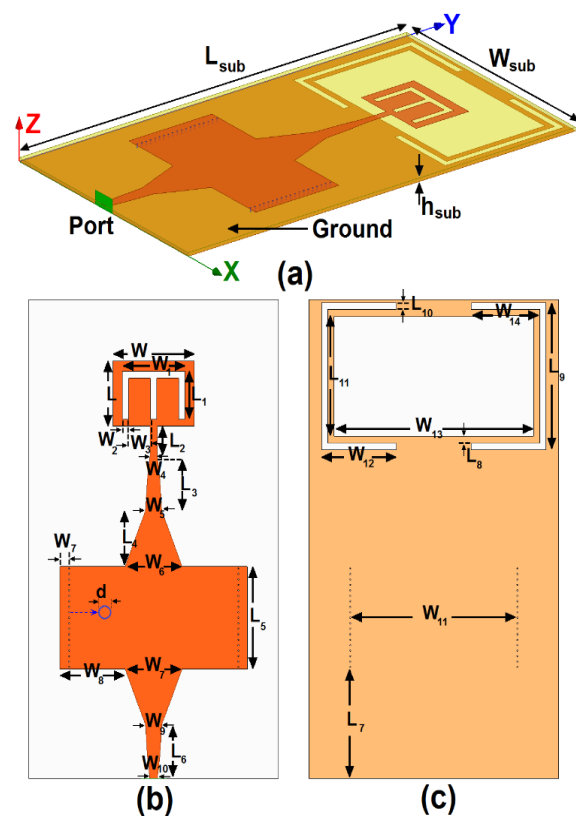 Y
L_sub
W_sub
Z
h_sub
Port
Ground
X
(a)
W
W_1
L
L_1
W_2
W_3
L_2
W_4
L_3
W_5
L_4
W_6
W_7
d
L_5
W_8
W_7
W_9
L_6
W_10
(b)
L_10
W_14
L_11
L_9
W_13
W_12
L_8
W_11
L_7
(c)